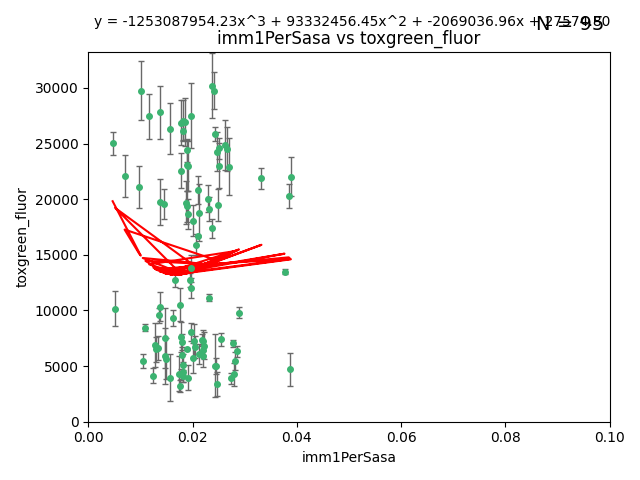 y = -1253087954.23x^3 + 93332456.45x^2 + -2069036.96x +
N = 95
imm1PerSasa vs toxgreen_fluor
30000
25000
20000
15000
10000
5000
0
toxgreen_fluor
0.00 0.02 0.04 0.06 0.08 0.10
imm1PerSasa